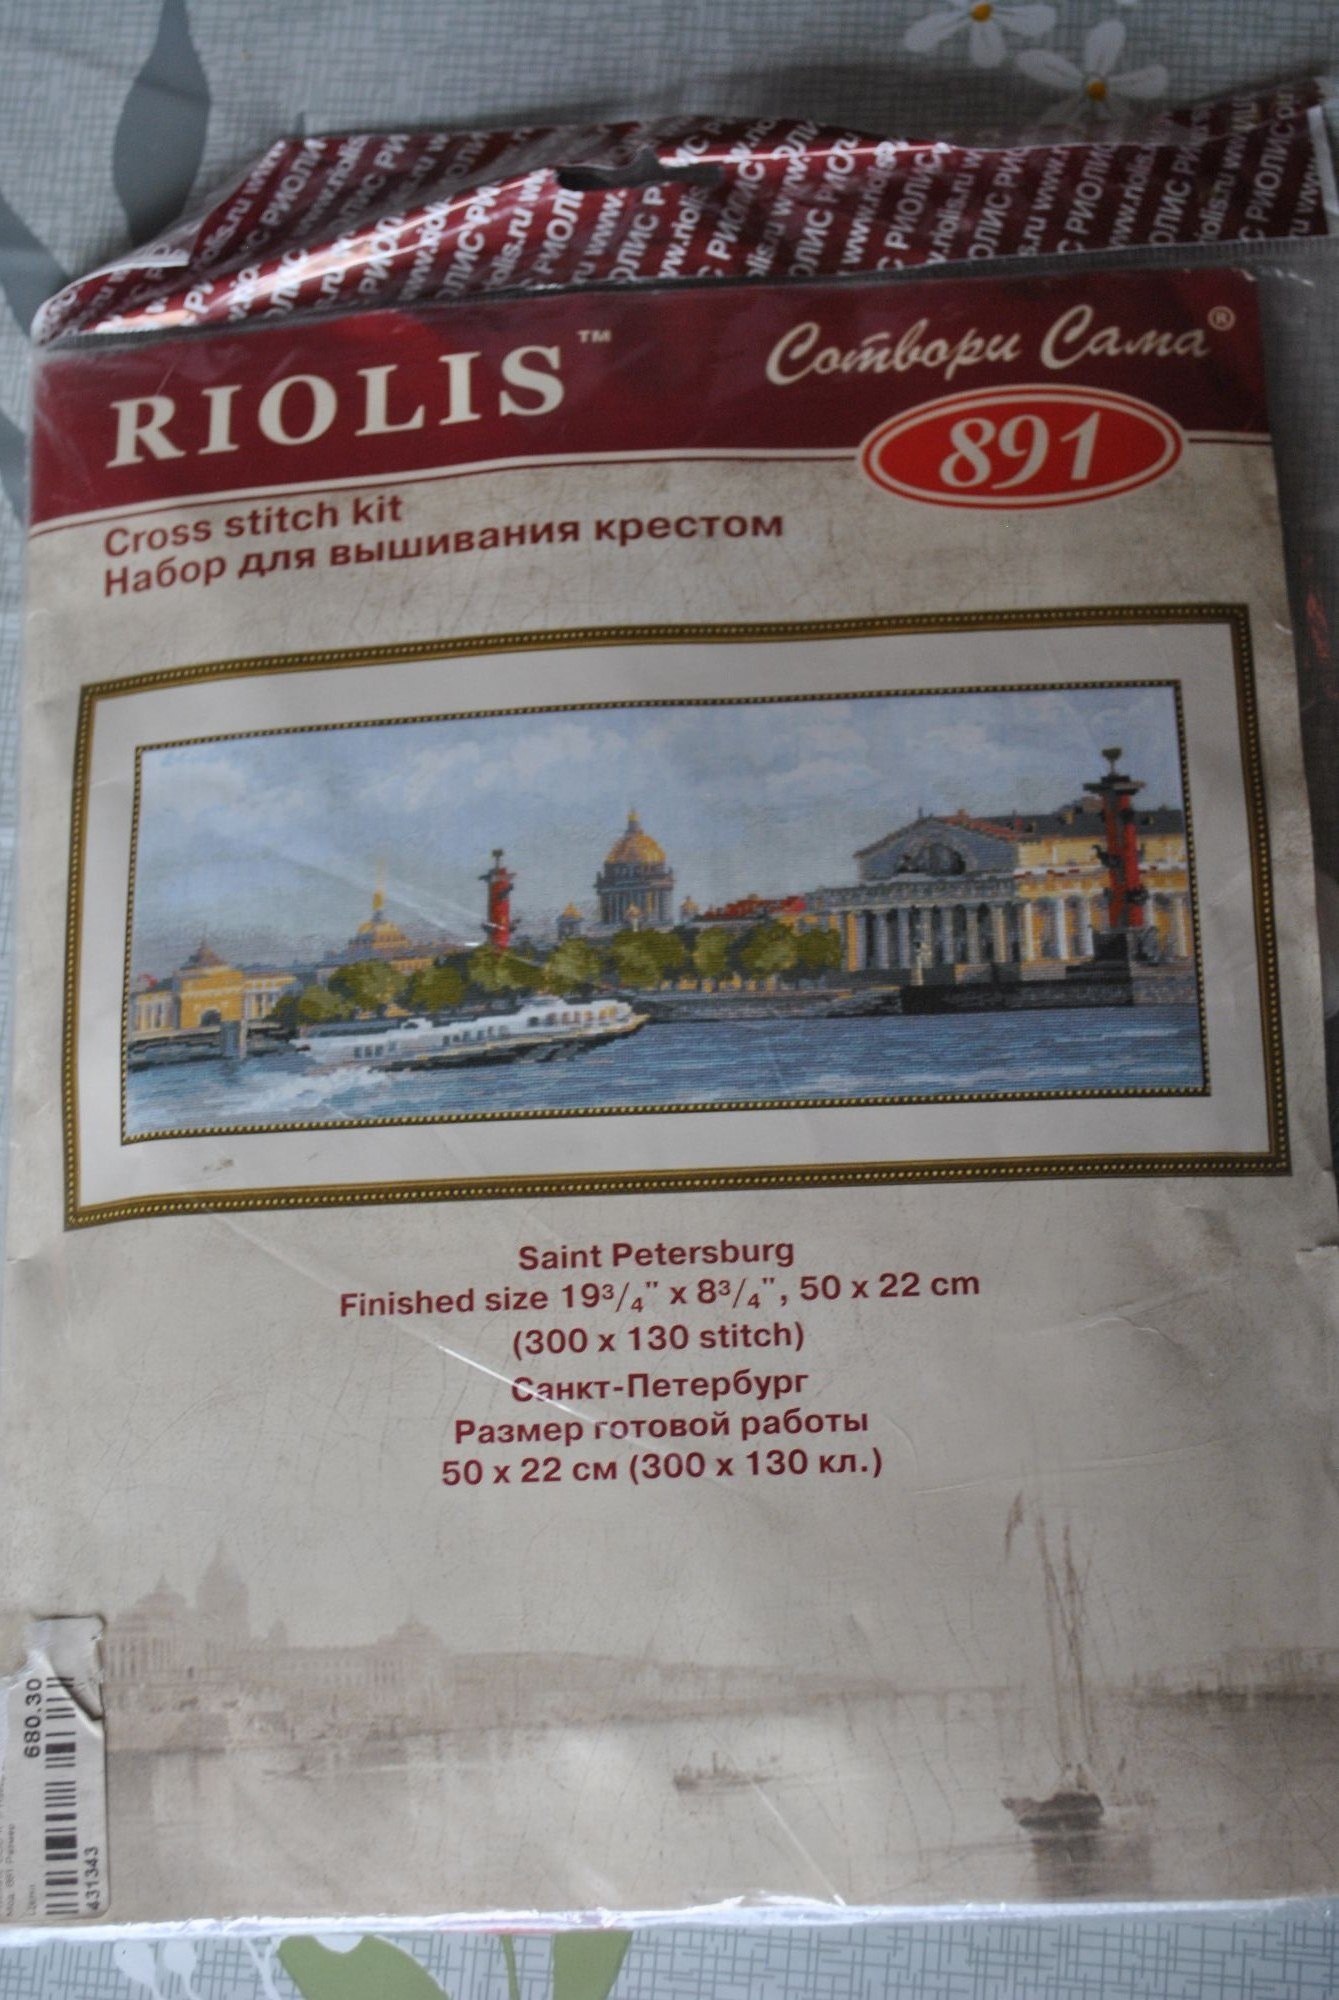 RIOLIS™
Сотвори Сама®
891
Cross stitch kit
Набор для вышивания крестом
Saint Petersburg
Finished size 19³/₄" x 8³/₄", 50 x 22 cm
(300 x 130 stitch)
Санкт-Петербург
Размер готовой работы
50 х 22 см (300 х 130 кл.)
680.30
431343